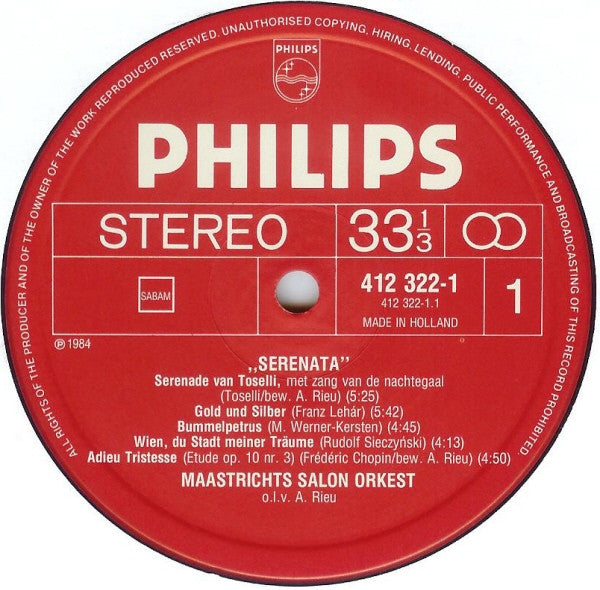 ALL RIGHTS OF THE PRODUCER AND OF THE OWNER OF THE WORK REPRODUCED RESERVED. UNAUTHORISED COPYING, HIRING, LENDING, PUBLIC PERFORMANCE AND BROADCASTING OF THIS RECORD PROHIBITED.
PHILIPS
PHILIPS
STEREO 33 1/3
SABAM
412 322-1
412 322-1.1
MADE IN HOLLAND
1
℗ 1984
„SERENATA”
Serenade van Toselli, met zang van de nachtegaal
(Toselli/bew. A. Rieu) (5:25)
Gold und Silber (Franz Lehár) (5:42)
Bummelpetrus (M. Werner-Kersten) (4:45)
Wien, du Stadt meiner Träume (Rudolf Sieczyński) (4:13)
Adieu Tristesse (Etude op. 10 nr. 3) (Frédéric Chopin/bew. A. Rieu) (4:50)
MAASTRICHTS SALON ORKEST
o.l.v. A. Rieu